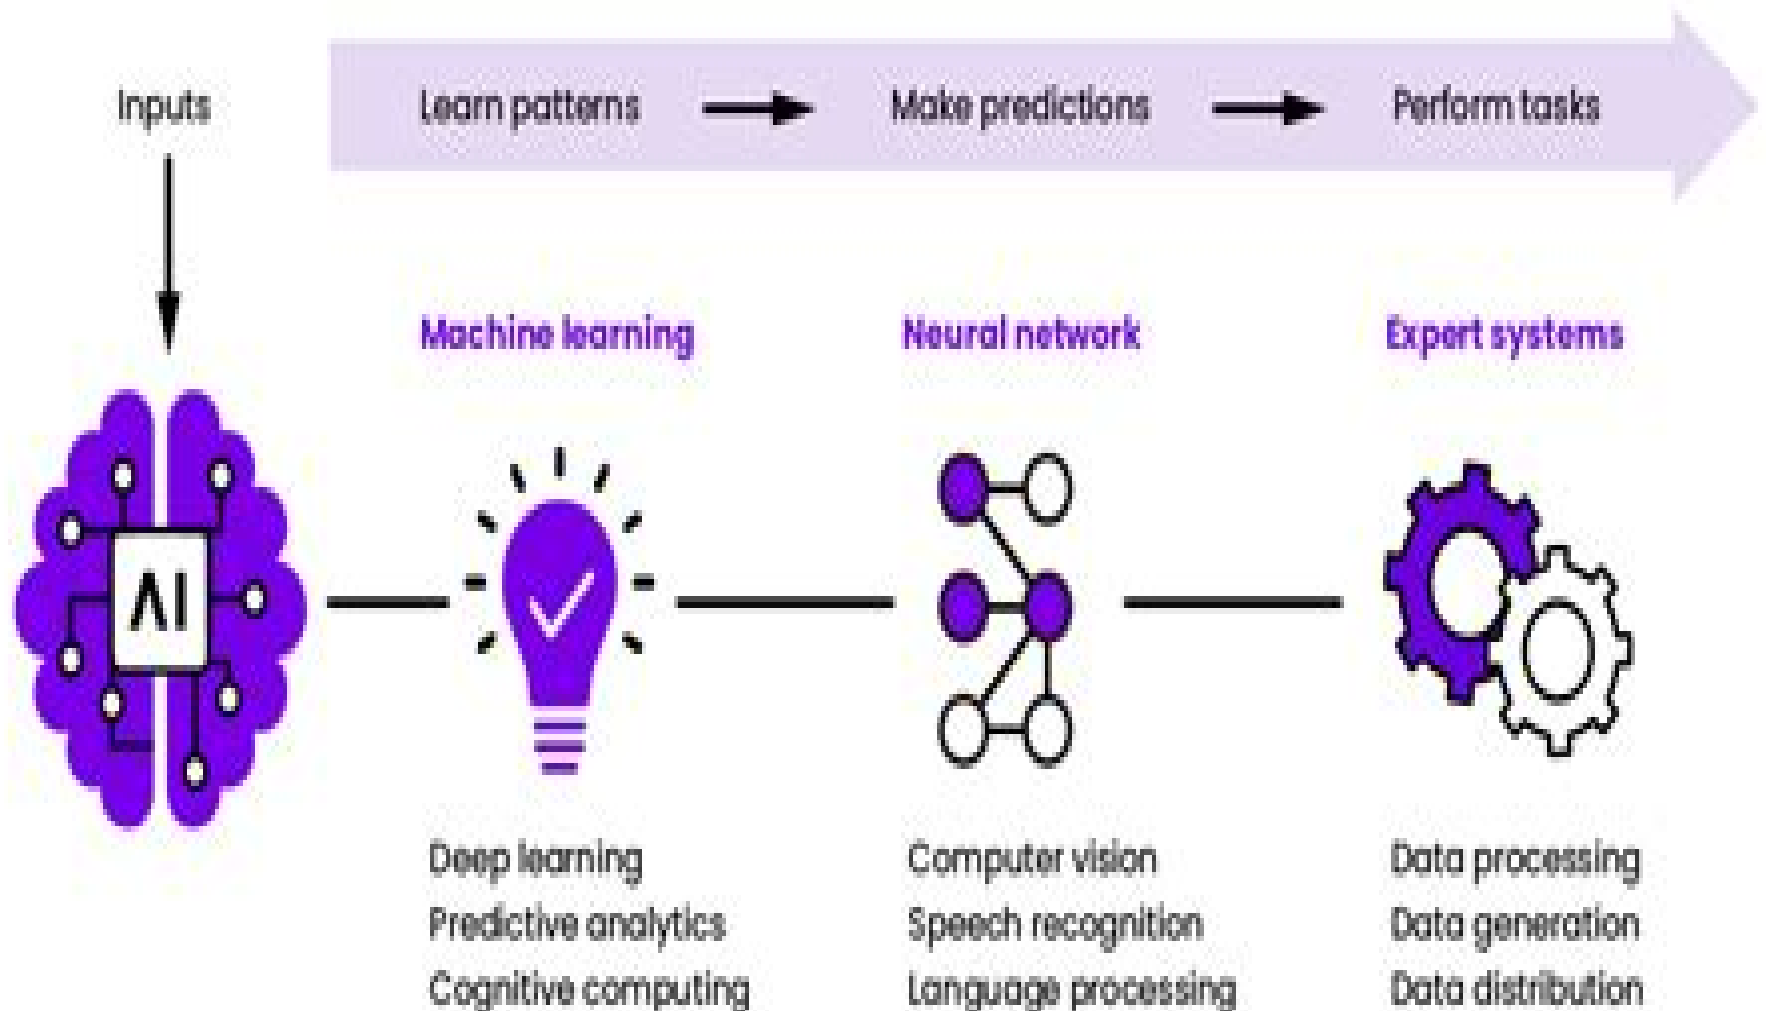 Inputs
Learn patterns
Make predictions
Perform tasks
Machine learning
Neural network
Expert systems
AI
Deep learning
Predictive analytics
Cognitive computing
Computer vision
Speech recognition
Language processing
Data processing
Data generation
Data distribution